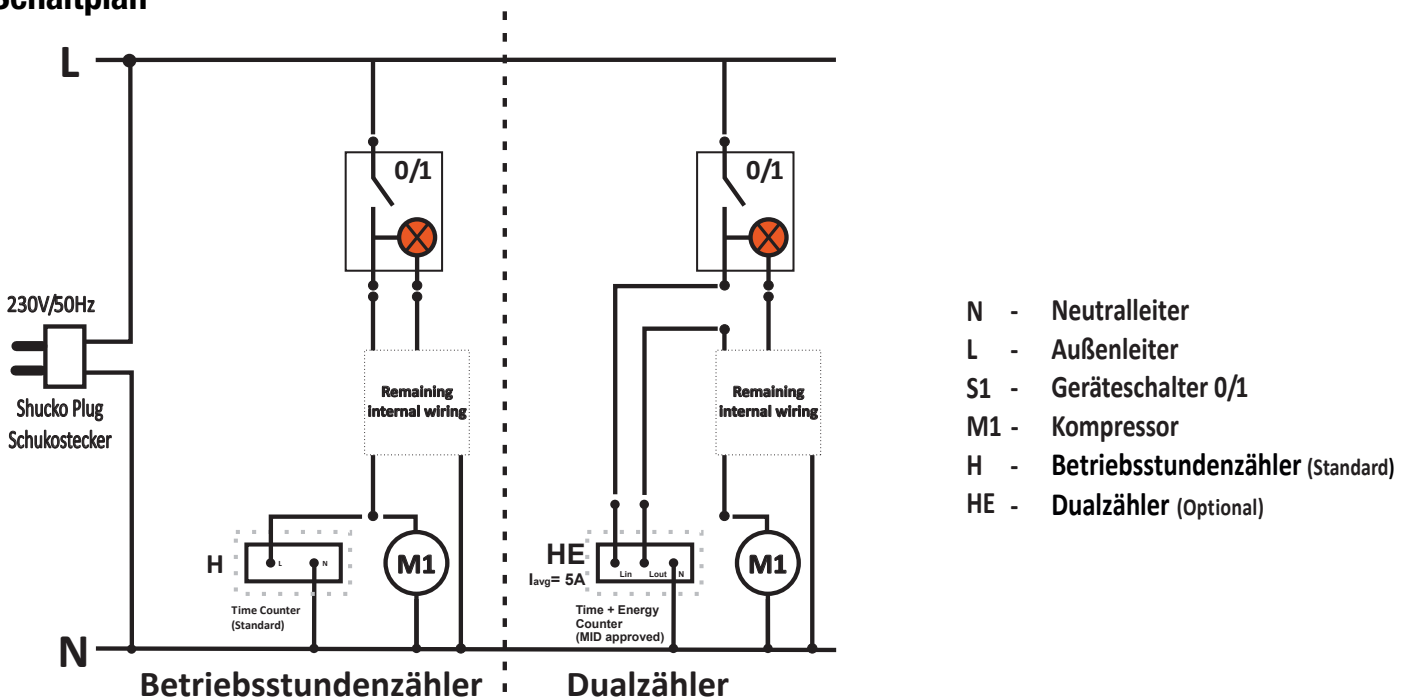 Schaltplan
L
0/1
0/1
230V/50Hz
Shucko Plug
Schukostecker
Remaining
internal wiring
Remaining
internal wiring
H
L
N
M1
Time Counter
(Standard)
HE
Iavg= 5A
Lin
Lout
N
M1
Time + Energy
Counter
(MID approved)
N
Betriebsstundenzähler
Dualzähler
N - Neutralleiter
L - Außenleiter
S1 - Geräteschalter 0/1
M1 - Kompressor
H - Betriebsstundenzähler (Standard)
HE - Dualzähler (Optional)